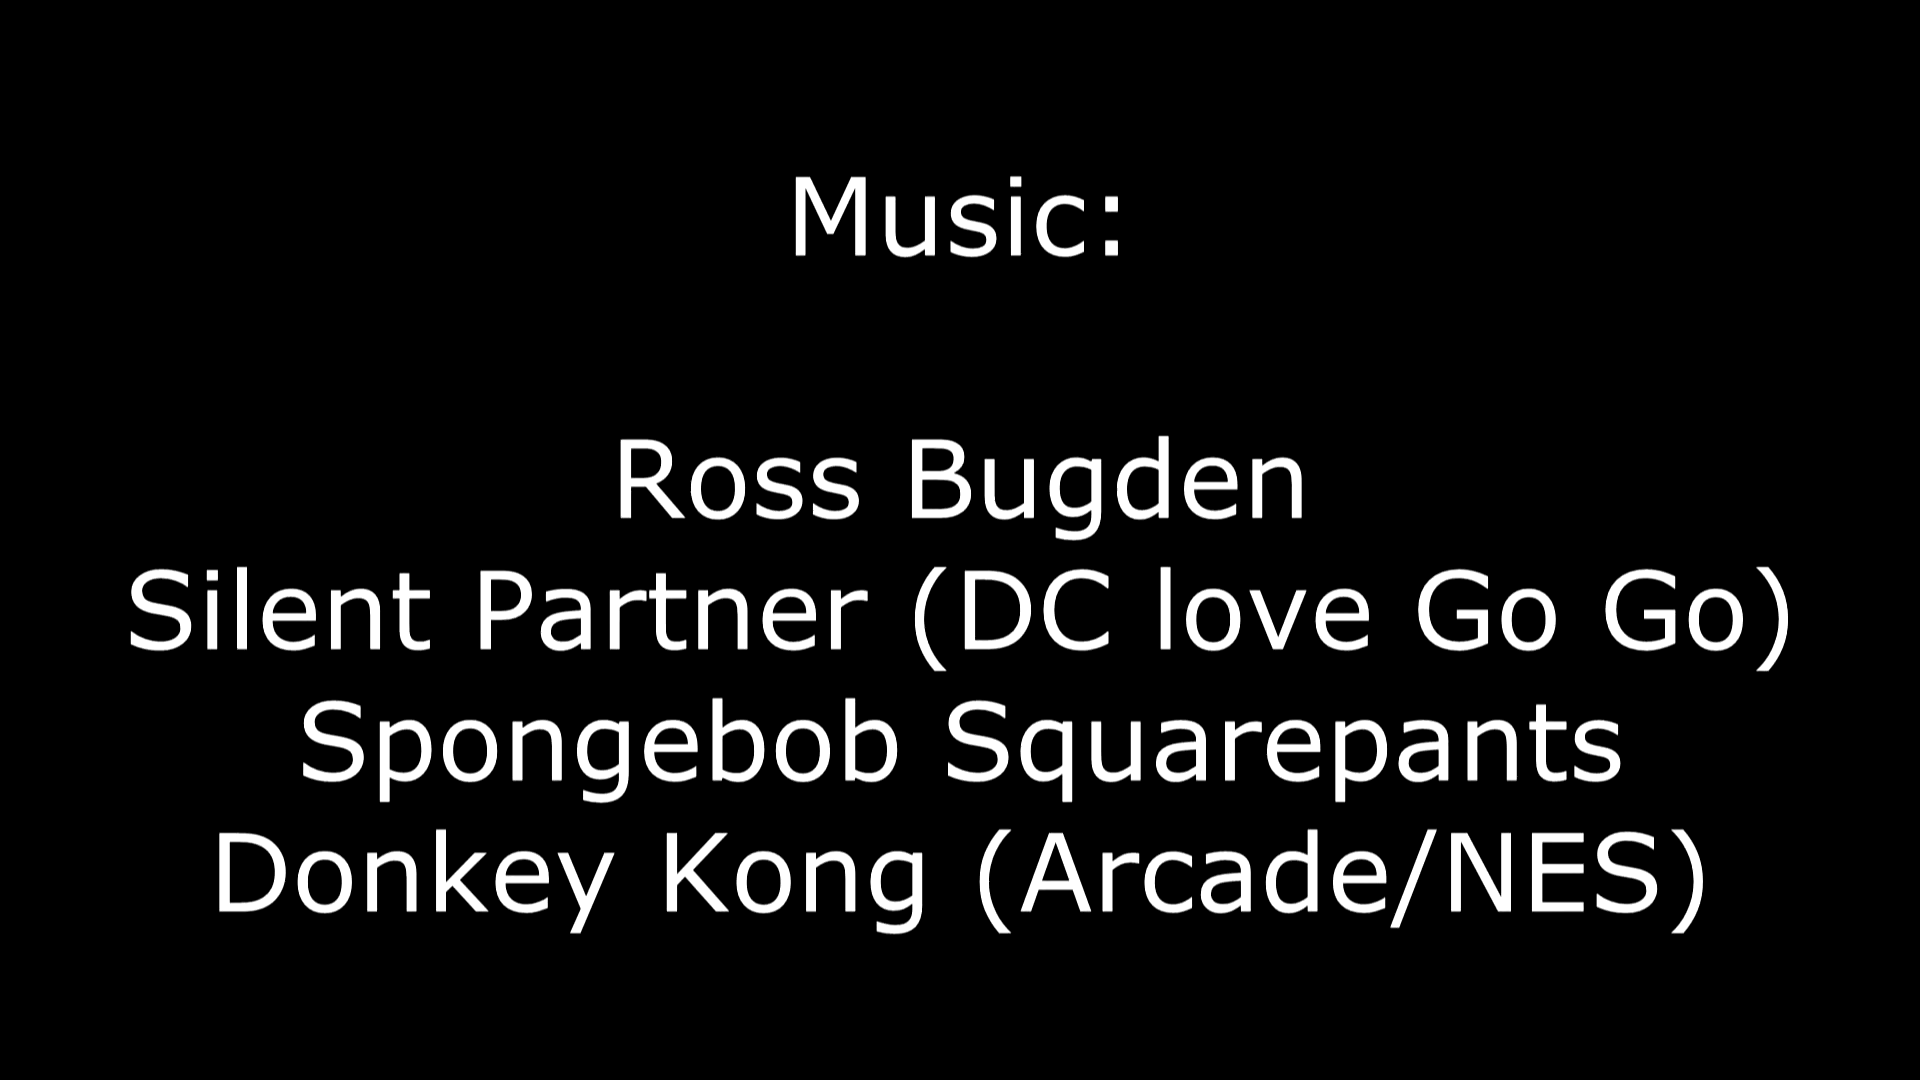 Music:
Ross Bugden
Silent Partner (DC love Go Go)
Spongebob Squarepants
Donkey Kong (Arcade/NES)